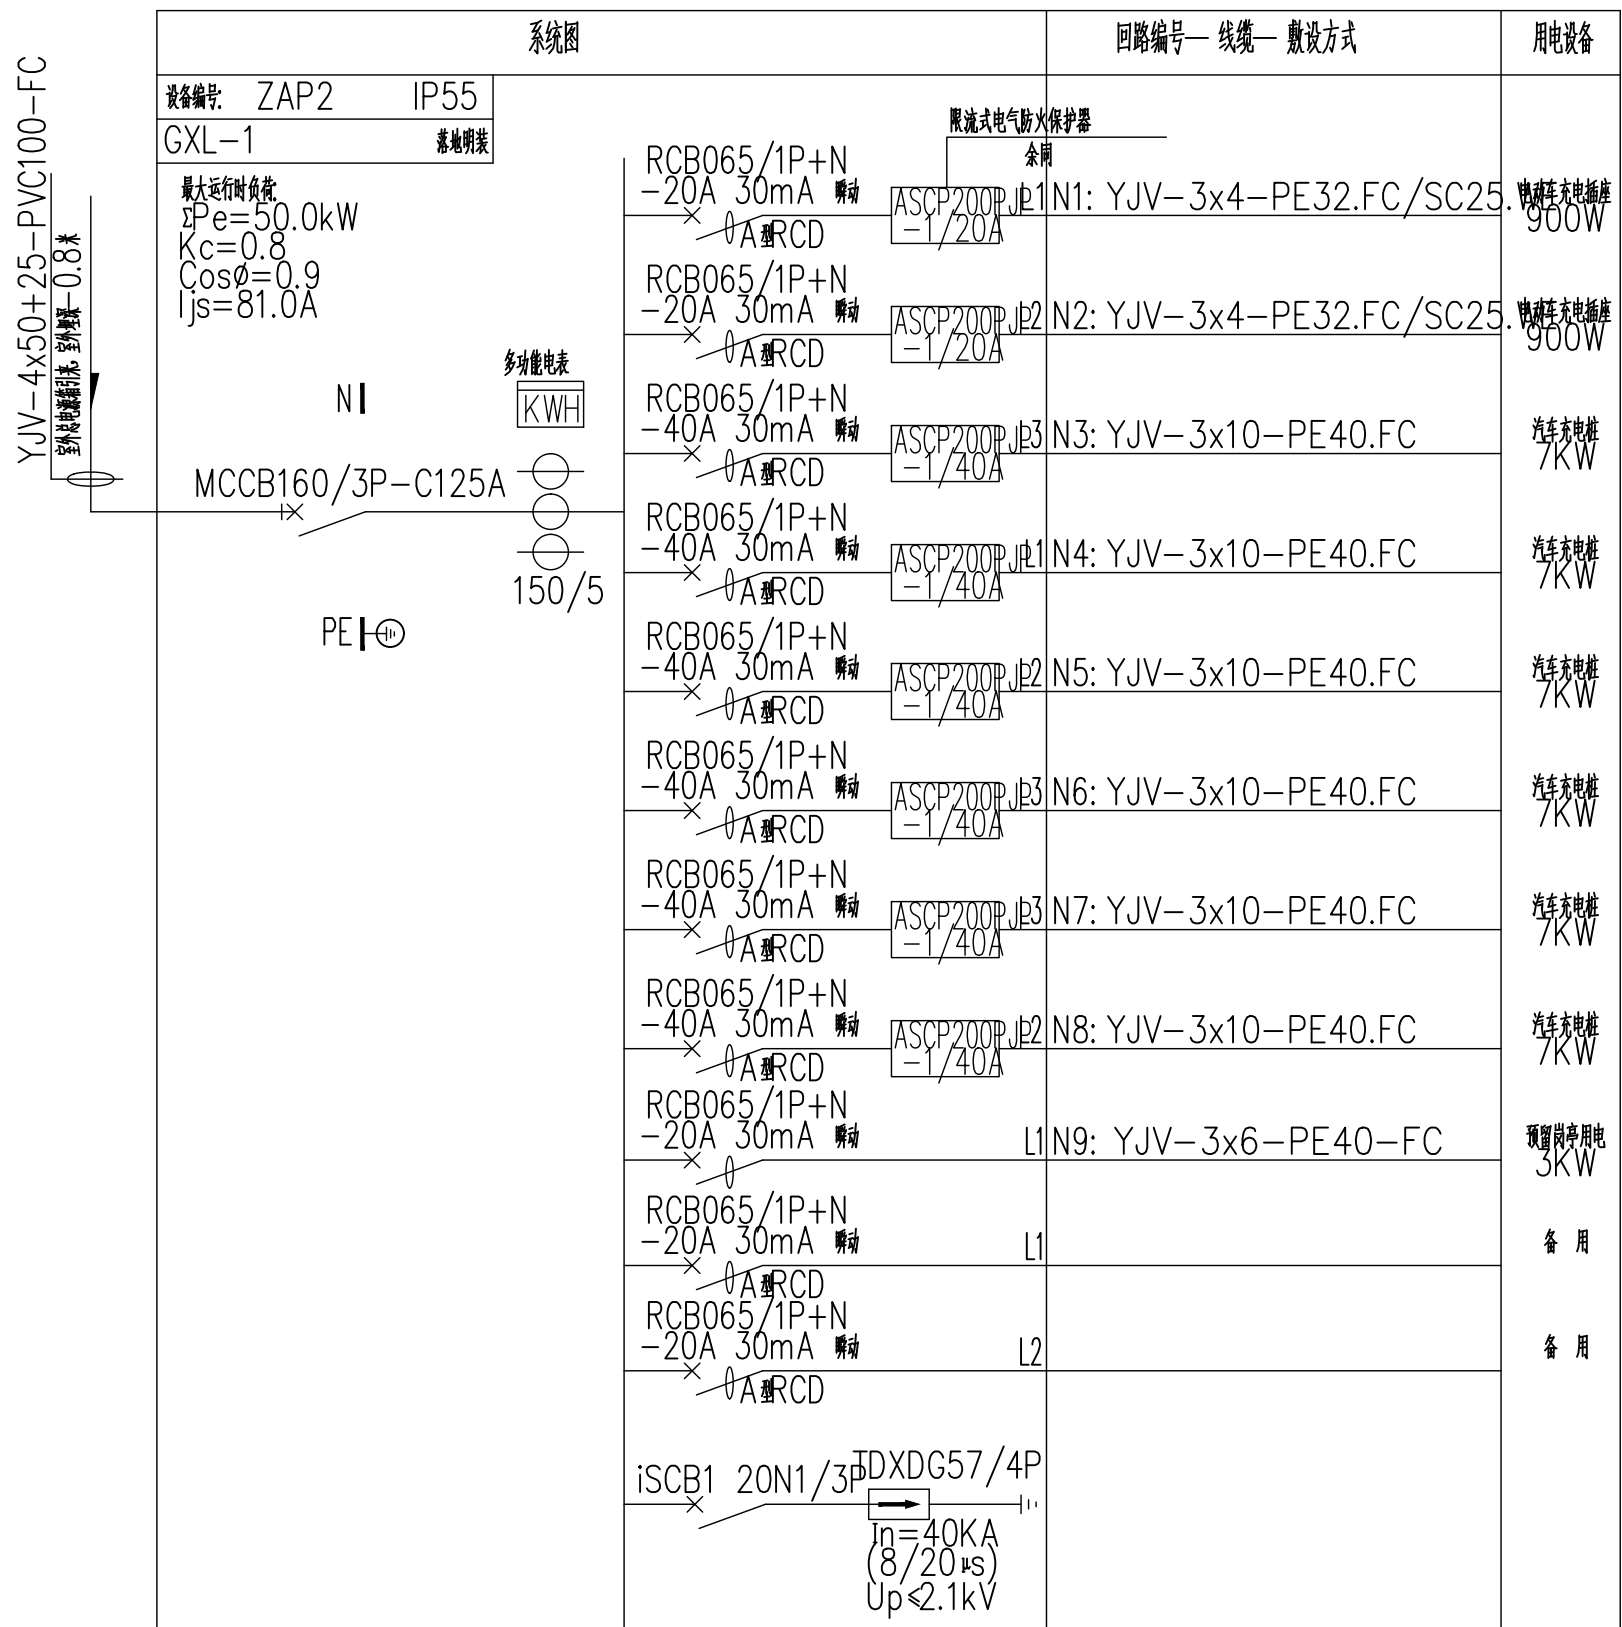 系统图
回路编号— 线缆— 敷设方式
用电设备
设备编号: ZAP2 IP55
GXL-1 落地明装
YJV-4x50+25-PVC100-FC
室外总电源箱引来, 室外埋深-0.8米
最大运行时负荷:
ΣPe=50.0kW
Kc=0.8
Cosø=0.9
Ijs=81.0A
N
多功能电表
KWH
MCCB160/3P-C125A
150/5
PE
限流式电气防火保护器
余同
RCB065/1P+N
-20A 30mA 瞬动
A型RCD
ASCP200PJP
-1/20A
L1 N1: YJV-3x4-PE32.FC/SC25.WE
电动车充电插座
900W
RCB065/1P+N
-20A 30mA 瞬动
A型RCD
ASCP200PJP
-1/20A
L2 N2: YJV-3x4-PE32.FC/SC25.WE
电动车充电插座
900W
RCB065/1P+N
-40A 30mA 瞬动
A型RCD
ASCP200PJP
-1/40A
L3 N3: YJV-3x10-PE40.FC
汽车充电桩
7KW
RCB065/1P+N
-40A 30mA 瞬动
A型RCD
ASCP200PJP
-1/40A
L1 N4: YJV-3x10-PE40.FC
汽车充电桩
7KW
RCB065/1P+N
-40A 30mA 瞬动
A型RCD
ASCP200PJP
-1/40A
L2 N5: YJV-3x10-PE40.FC
汽车充电桩
7KW
RCB065/1P+N
-40A 30mA 瞬动
A型RCD
ASCP200PJP
-1/40A
L3 N6: YJV-3x10-PE40.FC
汽车充电桩
7KW
RCB065/1P+N
-40A 30mA 瞬动
A型RCD
ASCP200PJP
-1/40A
L3 N7: YJV-3x10-PE40.FC
汽车充电桩
7KW
RCB065/1P+N
-40A 30mA 瞬动
A型RCD
ASCP200PJP
-1/40A
L2 N8: YJV-3x10-PE40.FC
汽车充电桩
7KW
RCB065/1P+N
-20A 30mA 瞬动
L1 N9: YJV-3x6-PE40-FC
预留岗亭用电
3KW
RCB065/1P+N
-20A 30mA 瞬动
A型RCD
L1
备 用
RCB065/1P+N
-20A 30mA 瞬动
A型RCD
L2
备 用
iSCB1 20N1/3P
TDXDG57/4P
In=40KA
(8/20μs)
Up≤2.1kV